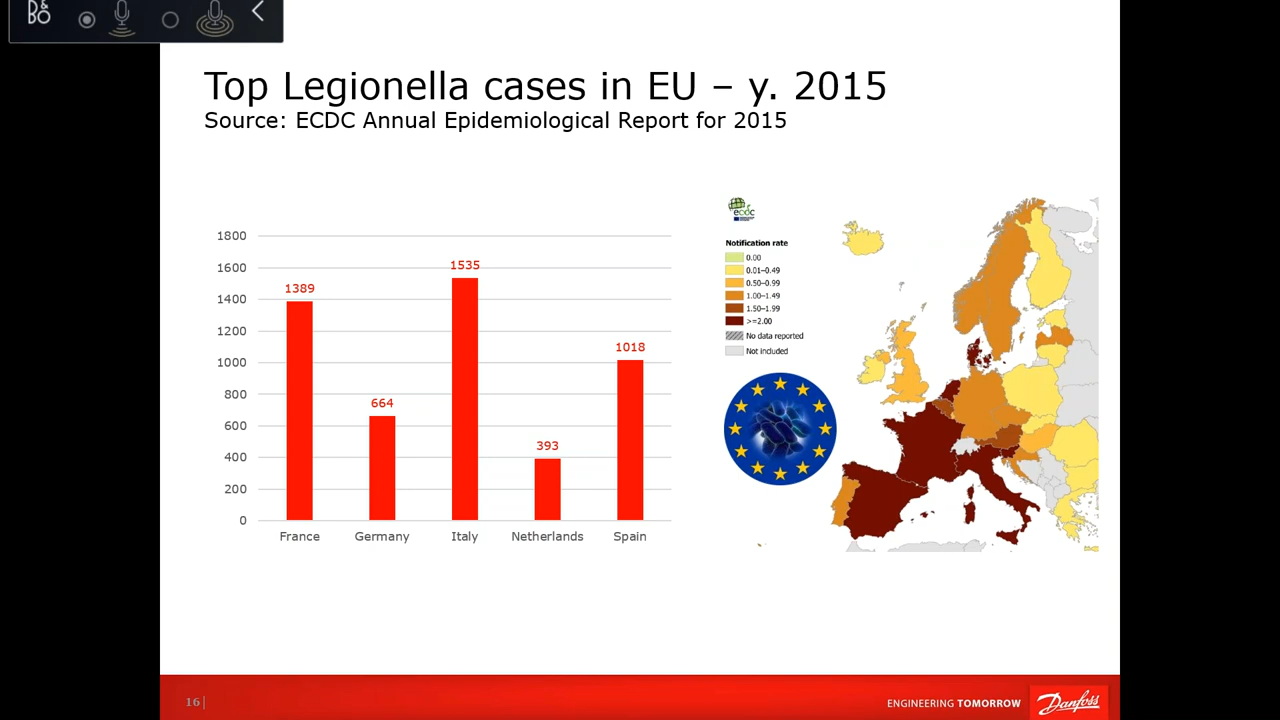 B&O
Top Legionella cases in EU – y. 2015
Source: ECDC Annual Epidemiological Report for 2015
1800
1600
1400
1200
1000
800
600
400
200
0
1389
664
1535
393
1018
France
Germany
Italy
Netherlands
Spain
ecdc
Notification rate
0.00
0.01–0.49
0.50–0.99
1.00–1.49
1.50–1.99
>=2.00
No data reported
Not included
16 |
ENGINEERING TOMORROW
Danfoss